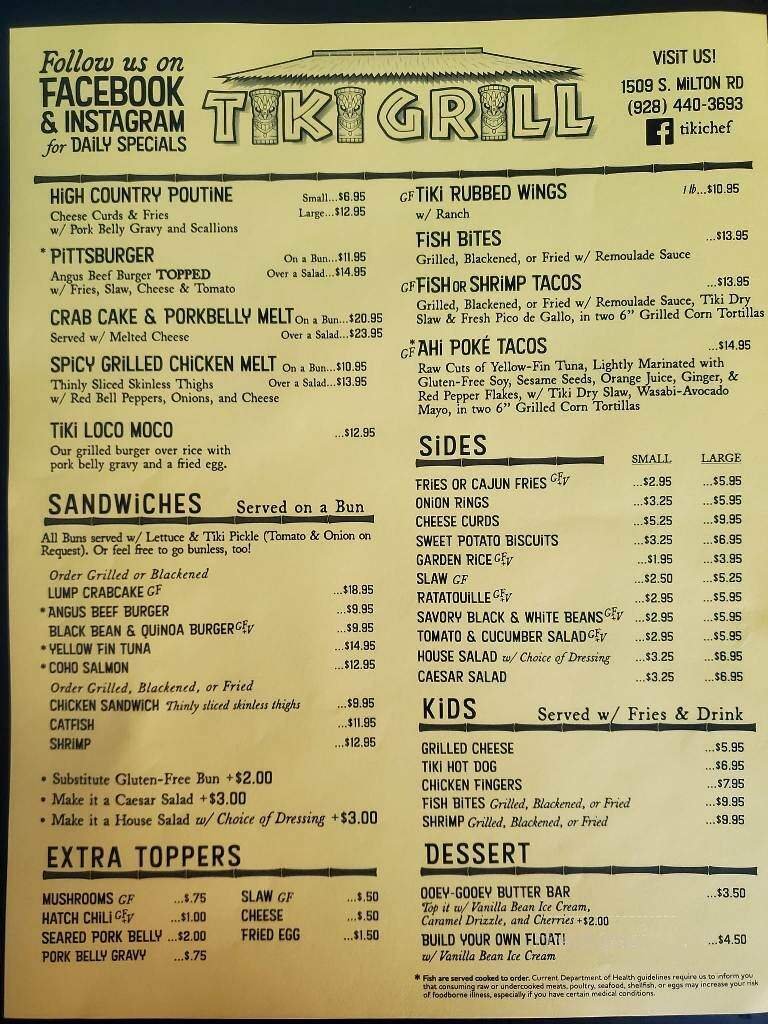 Follow us on
FACEBOOK
& INSTAGRAM
for DAILY SPECIALS
TIKI GRILL
VISIT US!
1509 S. MILTON RD
(928) 440-3693
f tikichef
HIGH COUNTRY POUTINE Small...$6.95
Cheese Curds & Fries Large...$12.95
w/ Pork Belly Gravy and Scallions
* PITTSBURGER On a Bun...$11.95
Angus Beef Burger TOPPED Over a Salad...$14.95
w/ Fries, Slaw, Cheese & Tomato
CRAB CAKE & PORKBELLY MELT On a Bun...$20.95
Served w/ Melted Cheese Over a Salad...$23.95
SPICY GRILLED CHICKEN MELT On a Bun...$10.95
Thinly Sliced Skinless Thighs Over a Salad...$13.95
w/ Red Bell Peppers, Onions, and Cheese
TIKI LOCO MOCO ...$12.95
Our grilled burger over rice with
pork belly gravy and a fried egg.
SANDWICHES Served on a Bun
All Buns served w/ Lettuce & Tiki Pickle (Tomato & Onion on
Request). Or feel free to go bunless, too!
Order Grilled or Blackened
LUMP CRABCAKE GF ...$18.95
* ANGUS BEEF BURGER ...$9.95
BLACK BEAN & QUINOA BURGER GF V ...$9.95
* YELLOW FIN TUNA ...$14.95
* COHO SALMON ...$12.95
Order Grilled, Blackened, or Fried
CHICKEN SANDWICH Thinly sliced skinless thighs ...$9.95
CATFISH ...$11.95
SHRIMP ...$12.95
• Substitute Gluten-Free Bun +$2.00
• Make it a Caesar Salad +$3.00
• Make it a House Salad w/ Choice of Dressing +$3.00
EXTRA TOPPERS
MUSHROOMS GF ...$.75 SLAW GF ...$.50
HATCH CHILI GF V ...$1.00 CHEESE ...$.50
SEARED PORK BELLY ...$2.00 FRIED EGG ...$1.50
PORK BELLY GRAVY ...$.75
GF TIKI RUBBED WINGS 1 lb...$10.95
w/ Ranch
FISH BITES ...$13.95
Grilled, Blackened, or Fried w/ Remoulade Sauce
GF FISH OR SHRIMP TACOS ...$13.95
Grilled, Blackened, or Fried w/ Remoulade Sauce, Tiki Dry
Slaw & Fresh Pico de Gallo, in two 6" Grilled Corn Tortillas
* GF AHI POKÉ TACOS ...$14.95
Raw Cuts of Yellow-Fin Tuna, Lightly Marinated with
Gluten-Free Soy, Sesame Seeds, Orange Juice, Ginger, &
Red Pepper Flakes, w/ Tiki Dry Slaw, Wasabi-Avocado
Mayo, in two 6" Grilled Corn Tortillas
SIDES SMALL LARGE
FRIES OR CAJUN FRIES GF V ...$2.95 ...$5.95
ONION RINGS ...$3.25 ...$5.95
CHEESE CURDS ...$5.25 ...$9.95
SWEET POTATO BISCUITS ...$3.25 ...$6.95
GARDEN RICE GF V ...$1.95 ...$3.95
SLAW GF ...$2.50 ...$5.25
RATATOUILLE GF V ...$2.95 ...$5.95
SAVORY BLACK & WHITE BEANS GF V ...$2.95 ...$5.95
TOMATO & CUCUMBER SALAD GF V ...$2.95 ...$5.95
HOUSE SALAD w/ Choice of Dressing ...$3.25 ...$6.95
CAESAR SALAD ...$3.25 ...$6.95
KIDS Served w/ Fries & Drink
GRILLED CHEESE ...$5.95
TIKI HOT DOG ...$6.95
CHICKEN FINGERS ...$7.95
FISH BITES Grilled, Blackened, or Fried ...$9.95
SHRIMP Grilled, Blackened, or Fried ...$9.95
DESSERT
OOEY-GOOEY BUTTER BAR ...$3.50
Top it w/ Vanilla Bean Ice Cream,
Caramel Drizzle, and Cherries +$2.00
BUILD YOUR OWN FLOAT! ...$4.50
w/ Vanilla Bean Ice Cream
* Fish are served cooked to order. Current Department of Health guidelines require us to inform you
that consuming raw or undercooked meats, poultry, seafood, shellfish, or eggs may increase your risk
of foodborne illness, especially if you have certain medical conditions.